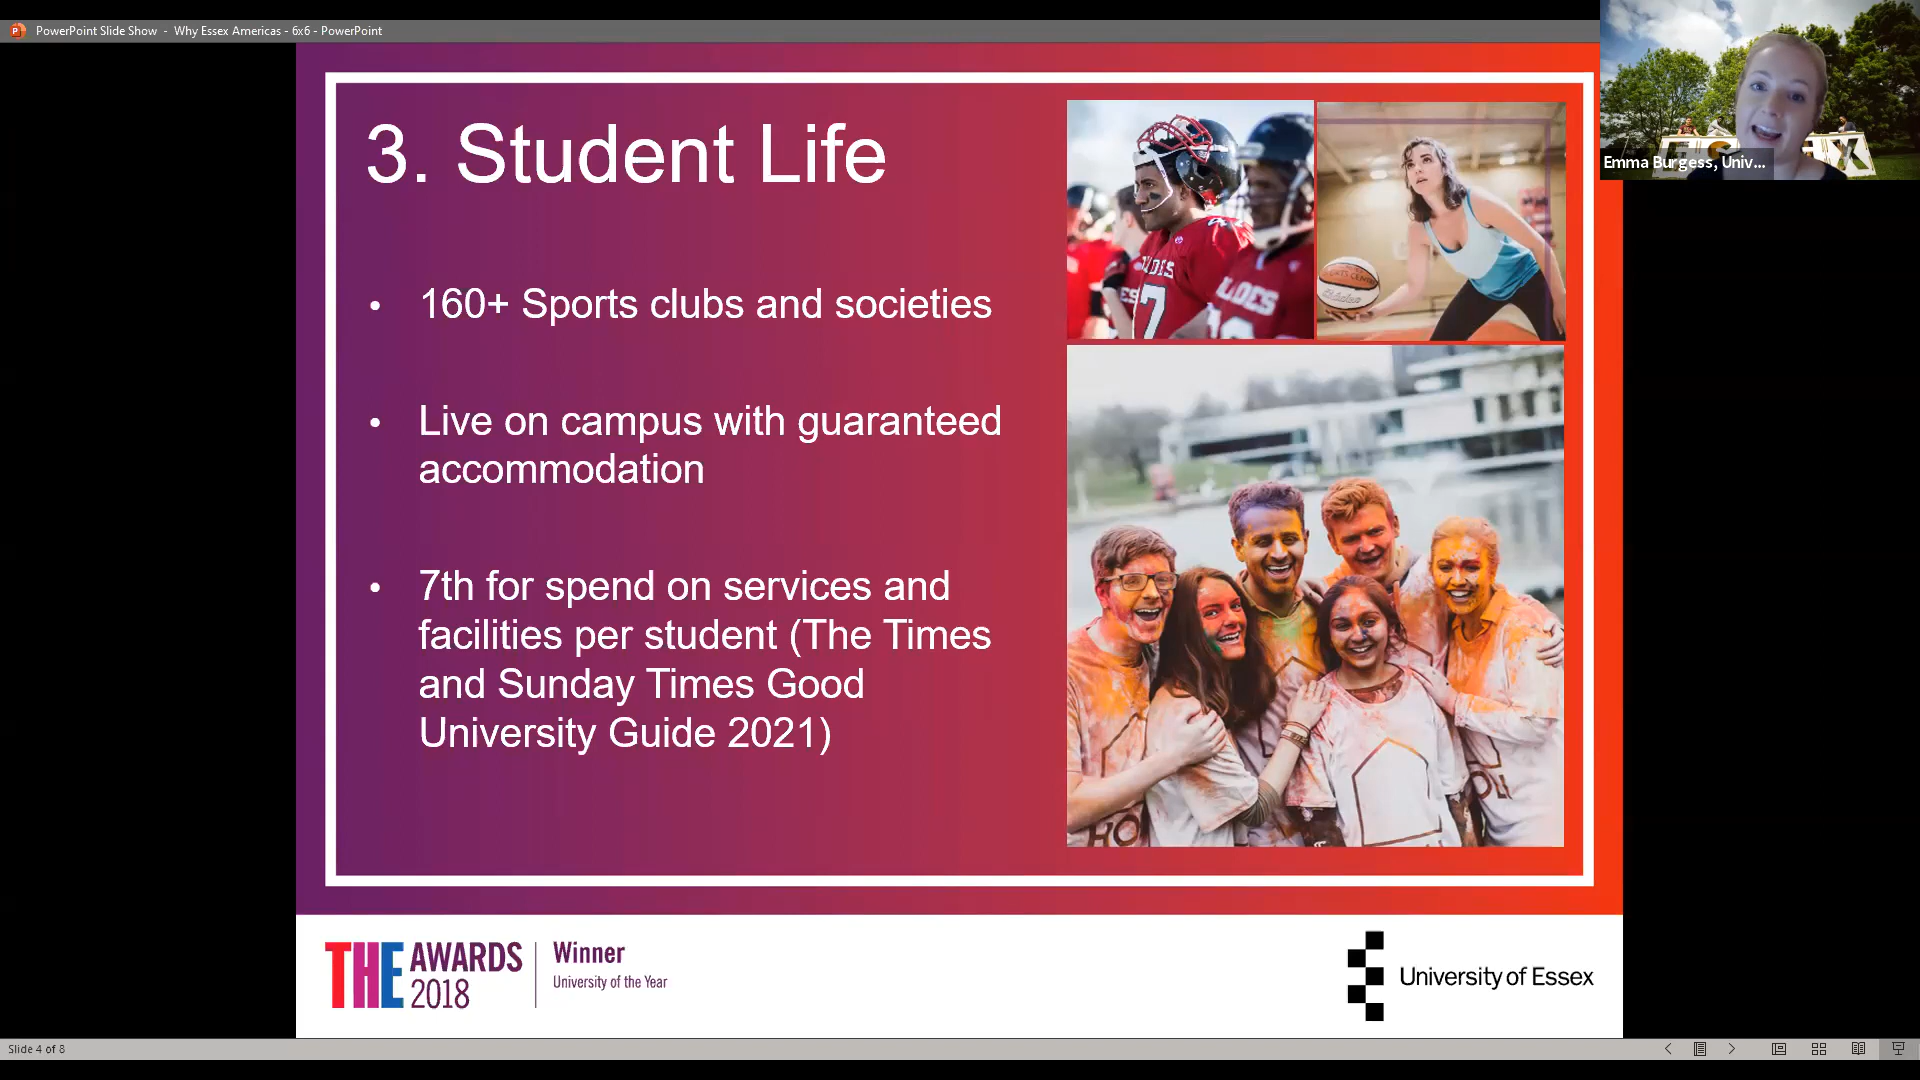 PowerPoint Slide Show - Why Essex Americas - 6x6 - PowerPoint
Emma Burgess, Univ...
3. Student Life
• 160+ Sports clubs and societies
• Live on campus with guaranteed
accommodation
• 7th for spend on services and
facilities per student (The Times
and Sunday Times Good
University Guide 2021)
THE AWARDS
2018
Winner
University of the Year
University of Essex
Slide 4 of 8